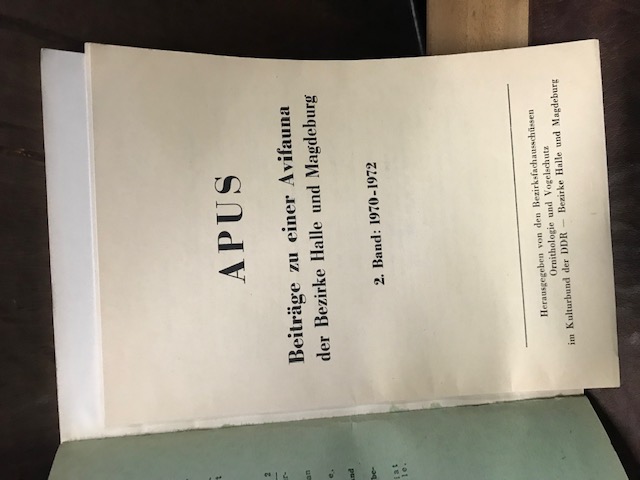 APUS
Beiträge zu einer Avifauna
der Bezirke Halle und Magdeburg
2. Band: 1970-1972
Herausgegeben von den Bezirksfachausschüssen
Ornithologie und Vogelschutz
im Kulturbund der DDR — Bezirke Halle und Magdeburg